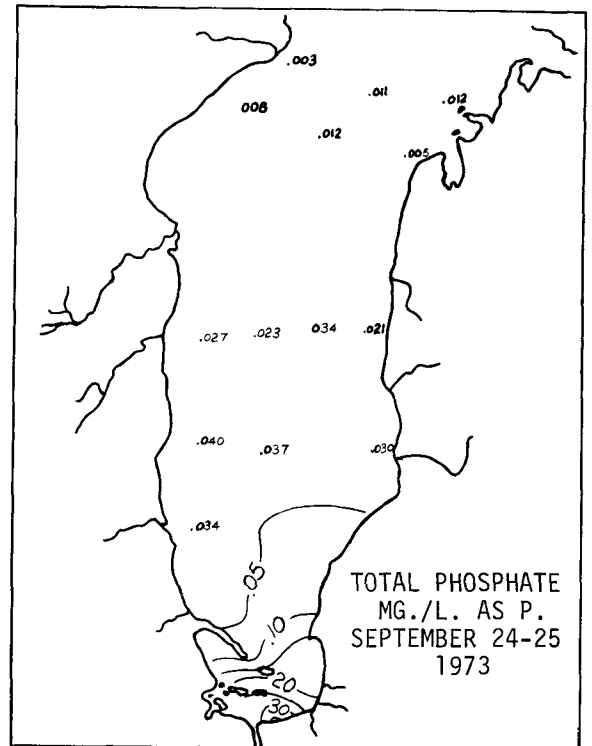 .003
.011
.012
008
.012
.005
.027 .023 034 .021
.040 .037 .030
.034
.05
.10
.20
.30
TOTAL PHOSPHATE
MG./L. AS P.
SEPTEMBER 24-25
1973